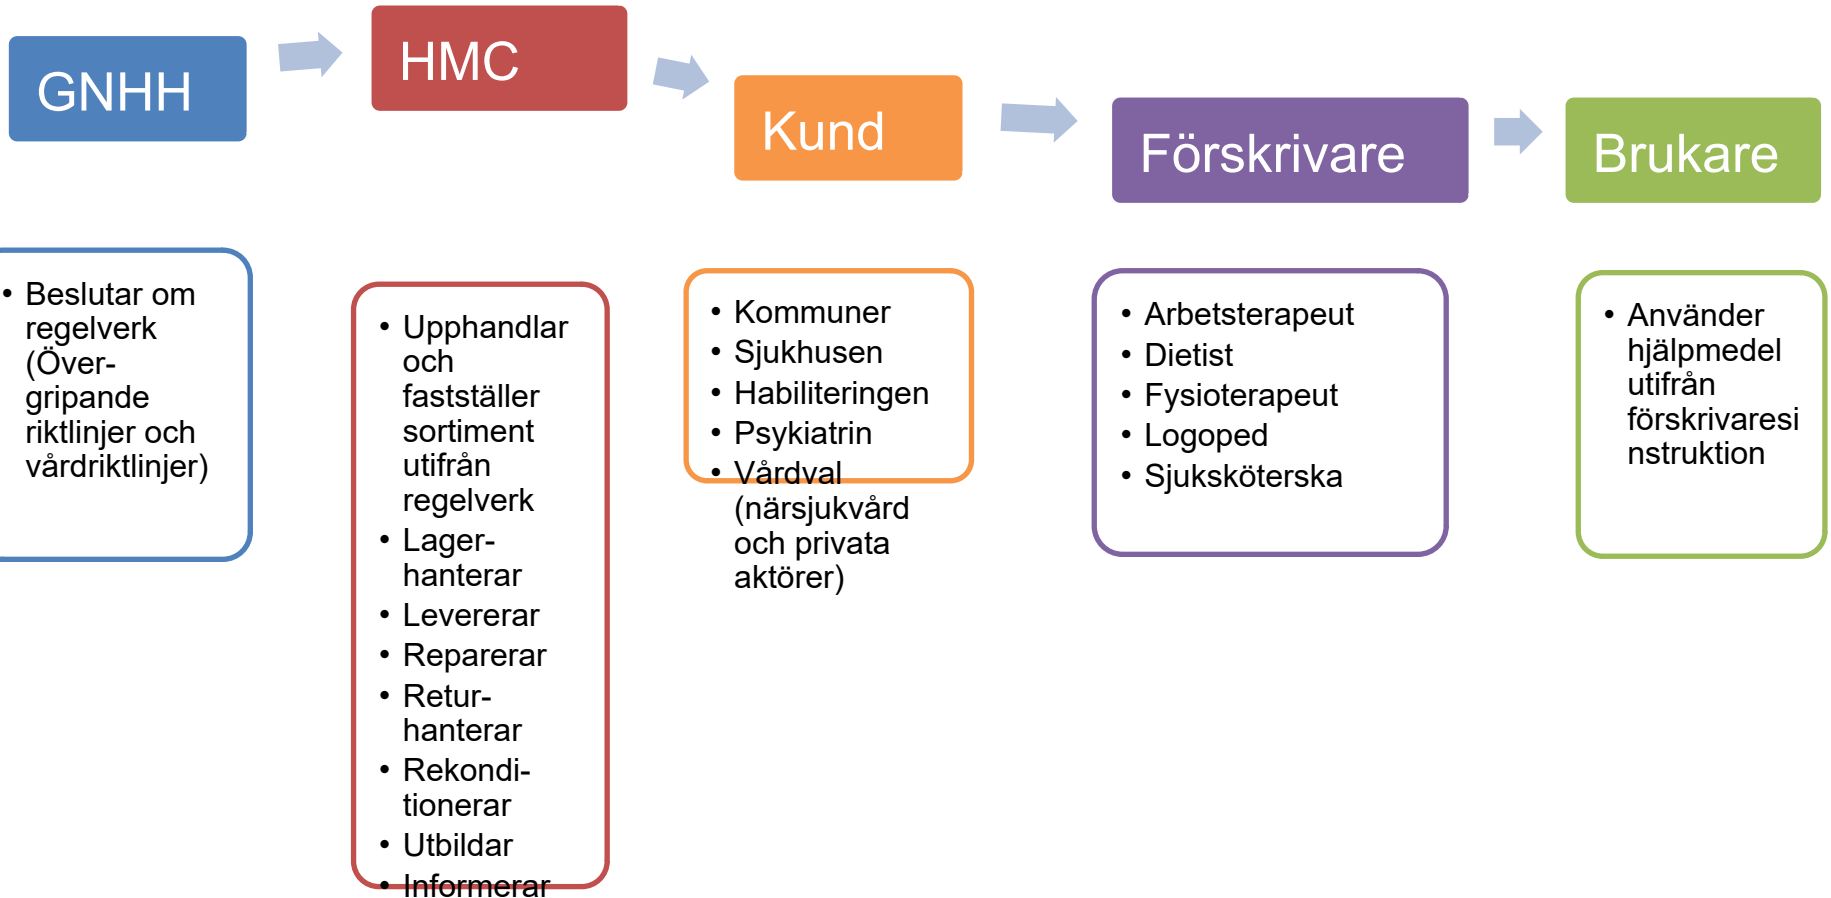 GNHH
HMC
Kund
Förskrivare
Brukare
• Beslutar om
regelverk
(Över-
gripande
riktlinjer och
vårdriktlinjer)
• Upphandlar
och
fastställer
sortiment
utifrån
regelverk
• Lager-
hanterar
• Levererar
• Reparerar
• Retur-
hanterar
• Rekondi-
tionerar
• Utbildar
• Informerar
• Kommuner
• Sjukhusen
• Habiliteringen
• Psykiatrin
• Vårdval
(närsjukvård
och privata
aktörer)
• Arbetsterapeut
• Dietist
• Fysioterapeut
• Logoped
• Sjuksköterska
• Använder
hjälpmedel
utifrån
förskrivaresi
nstruktion